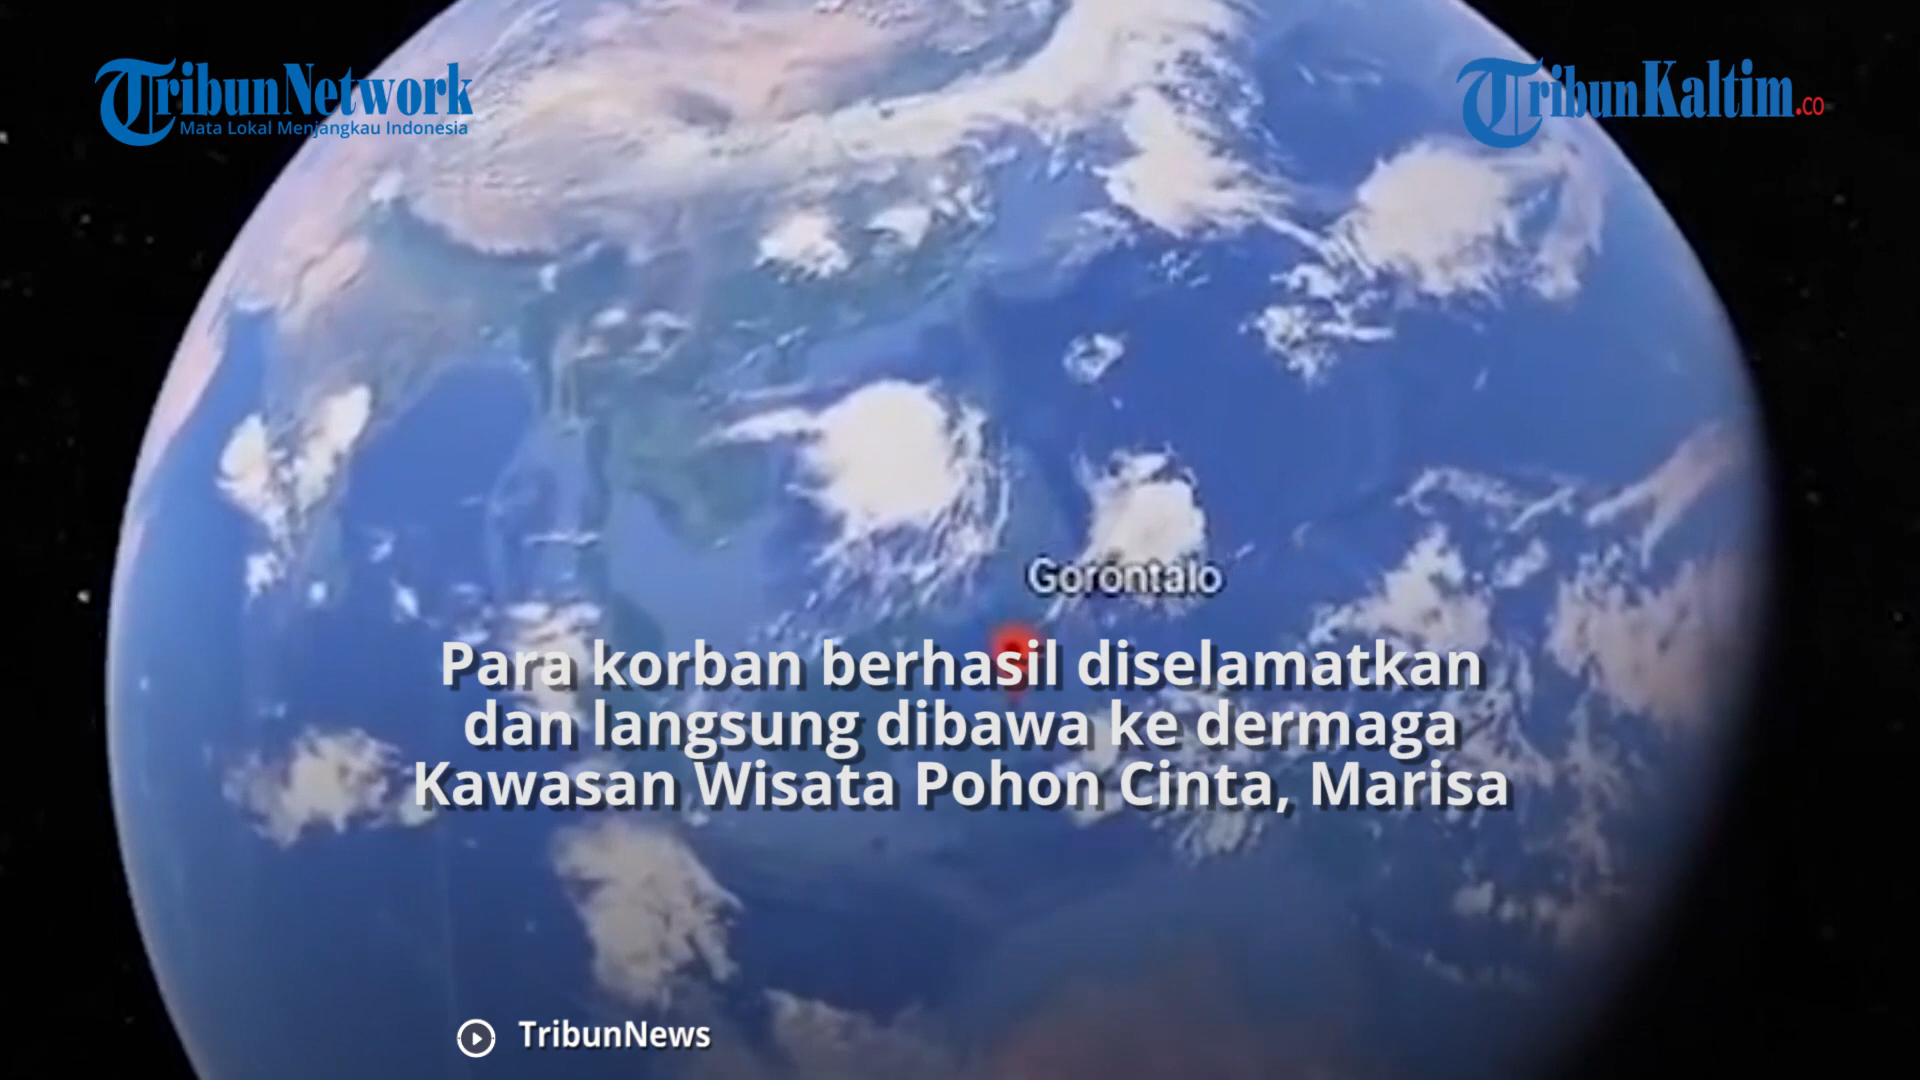 TribunNetwork
Mata Lokal Menjangkau Indonesia
TribunKaltim.co
Gorontalo
Para korban berhasil diselamatkan
dan langsung dibawa ke dermaga
Kawasan Wisata Pohon Cinta, Marisa
TribunNews